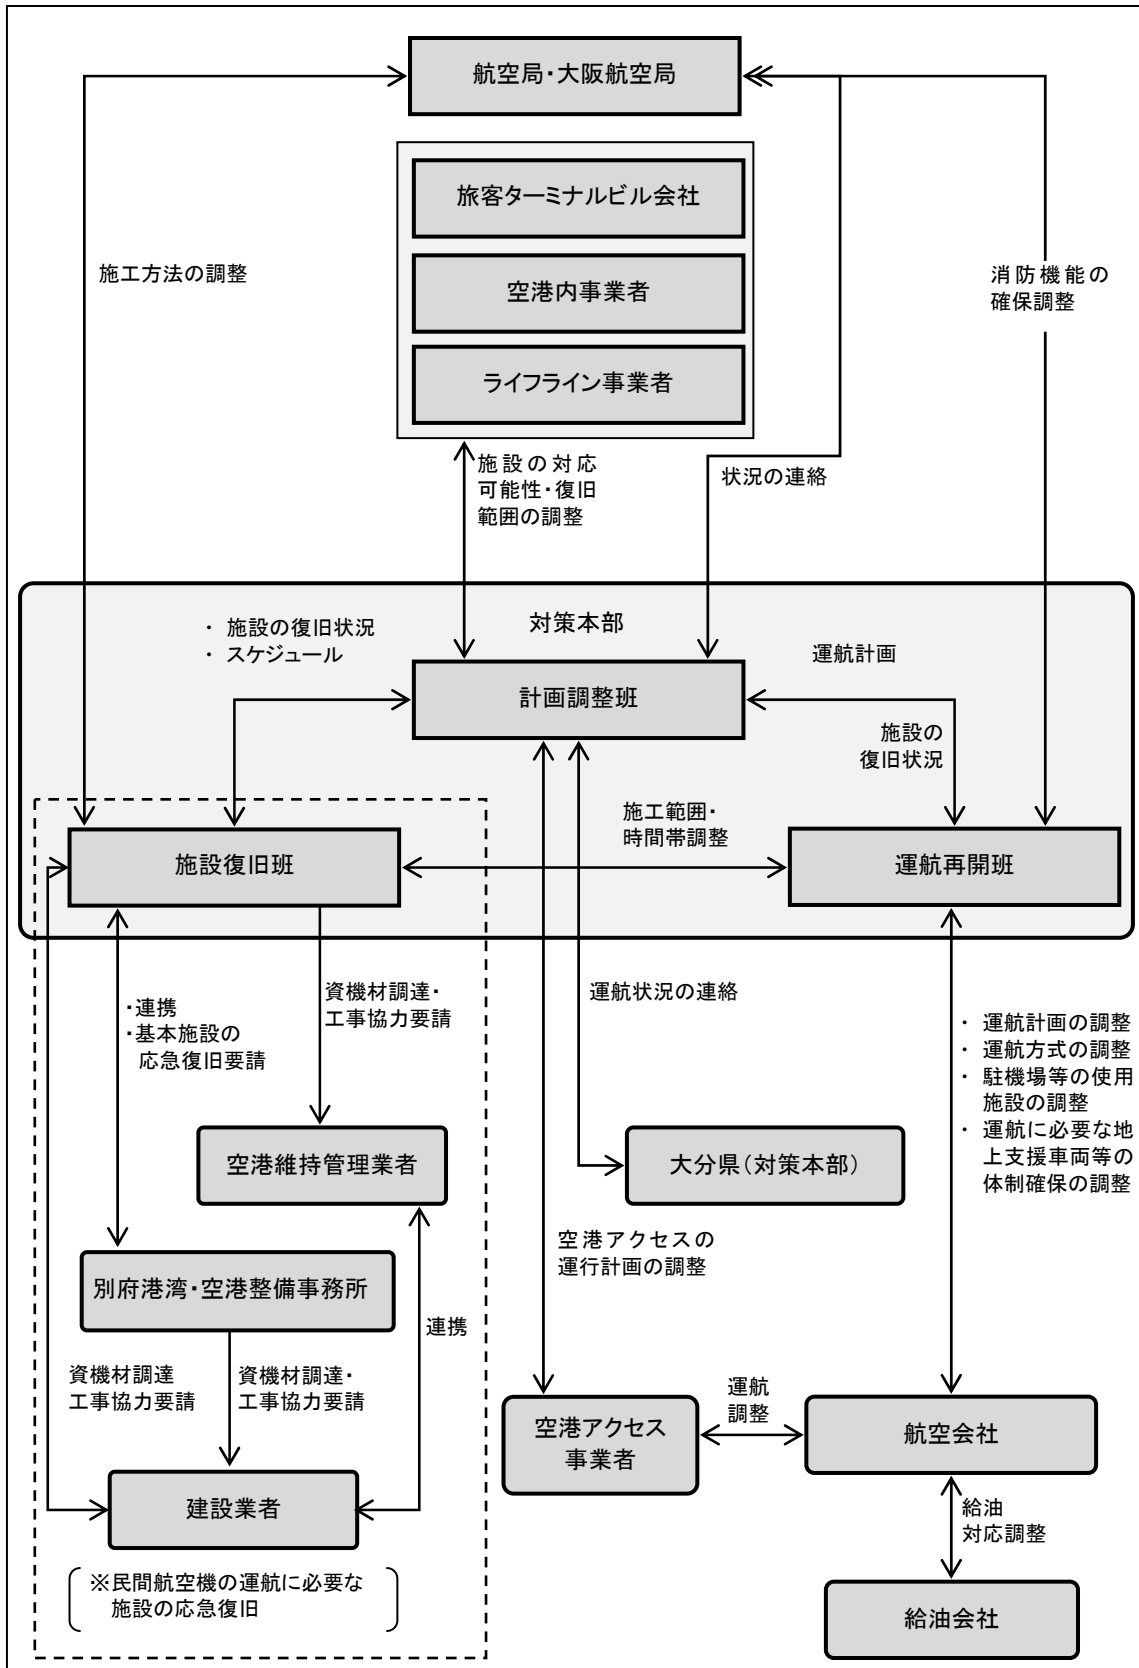 航空局・大阪航空局
旅客ターミナルビル会社
空港内事業者
ライフライン事業者
施工方法の調整
消防機能の
確保調整
施設の対応
可能性・復旧
範囲の調整
状況の連絡
対策本部
・ 施設の復旧状況
・ スケジュール
計画調整班
運航計画
施設の
復旧状況
施工範囲・
時間帯調整
施設復旧班
運航再開班
・連携
・基本施設の
応急復旧要請
資機材調達・
工事協力要請
運航状況の連絡
・ 運航計画の調整
・ 運航方式の調整
・ 駐機場等の使用
施設の調整
・ 運航に必要な地
上支援車両等の
体制確保の調整
空港維持管理業者
大分県（対策本部）
空港アクセスの
運行計画の調整
別府港湾・空港整備事務所
連携
資機材調達
工事協力要請
資機材調達・
工事協力要請
運航
調整
空港アクセス
事業者
航空会社
建設業者
給油
対応調整
※民間航空機の運航に必要な
施設の応急復旧
給油会社